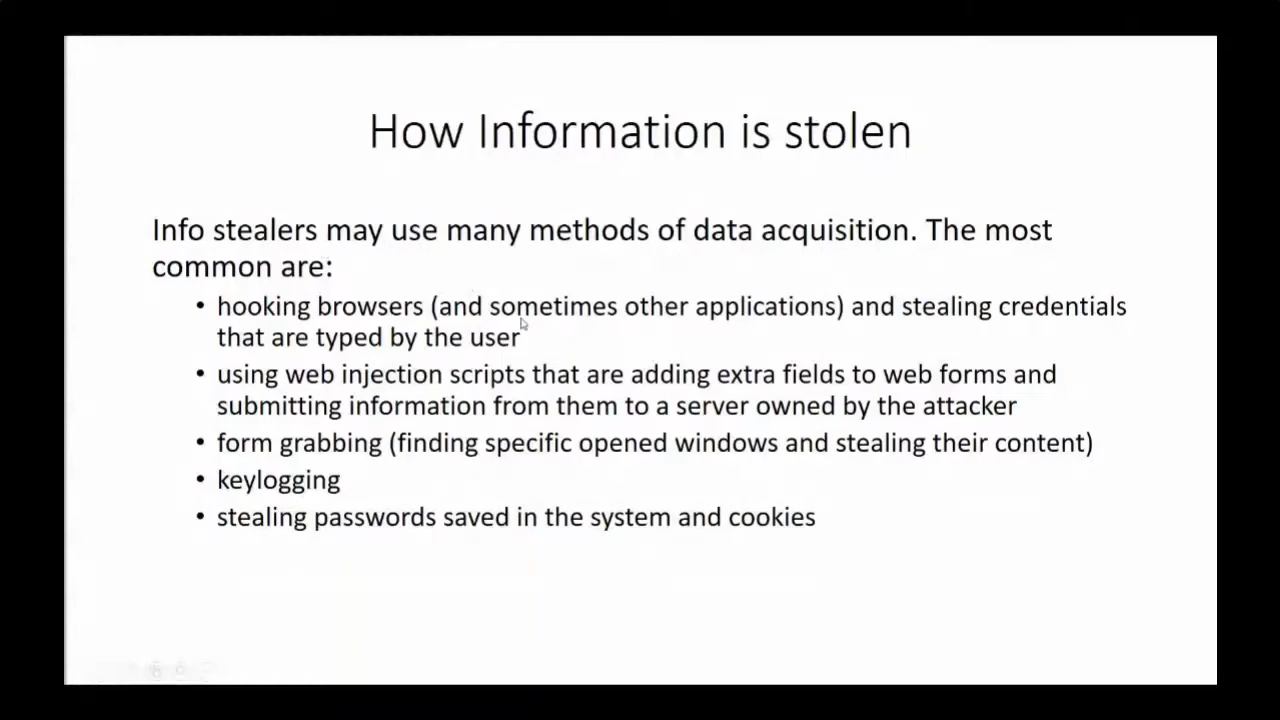 How Information is stolen
Info stealers may use many methods of data acquisition. The most
common are:
• hooking browsers (and sometimes other applications) and stealing credentials
that are typed by the user
• using web injection scripts that are adding extra fields to web forms and
submitting information from them to a server owned by the attacker
• form grabbing (finding specific opened windows and stealing their content)
• keylogging
• stealing passwords saved in the system and cookies